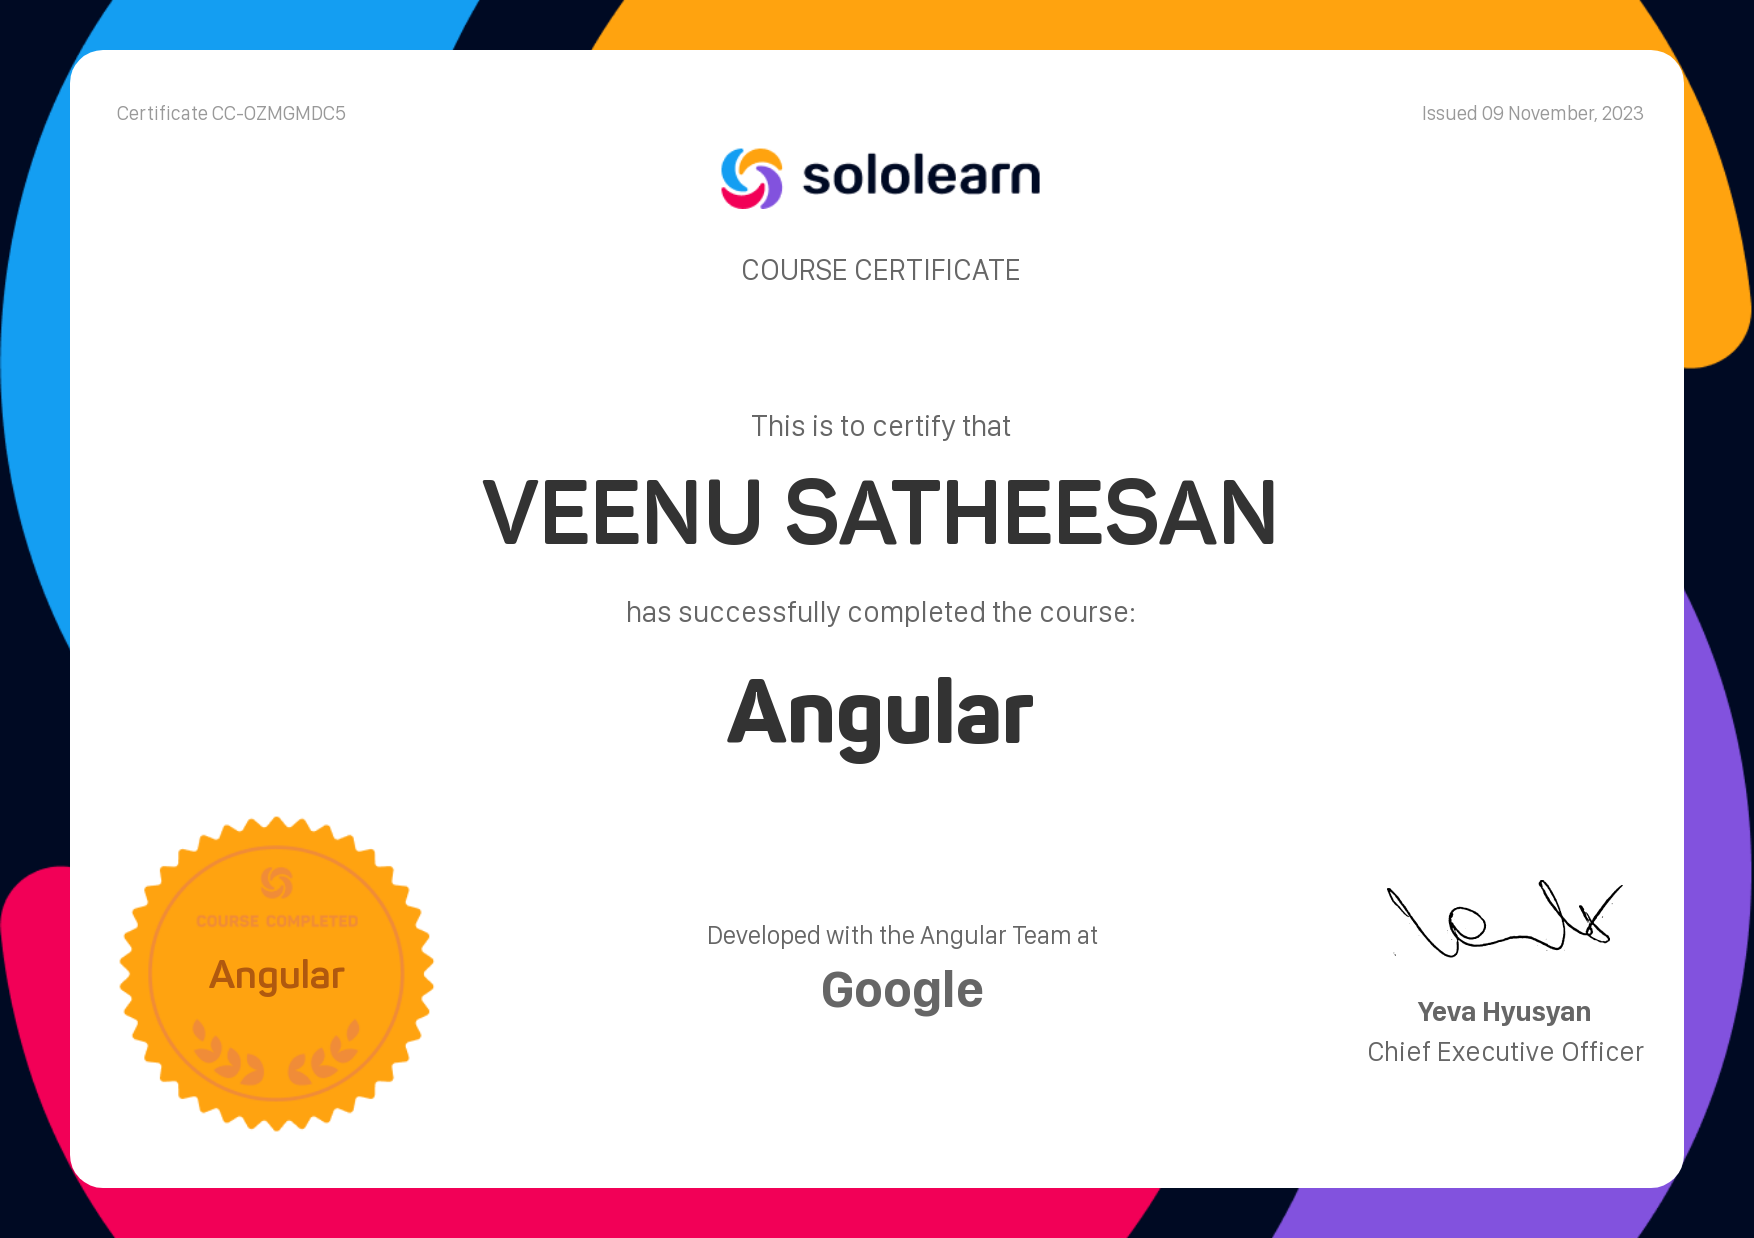 Certificate CC-OZMGMDC5
Issued 09 November, 2023
sololearn
COURSE CERTIFICATE
This is to certify that
VEENU SATHEESAN
has successfully completed the course:
Angular
COURSE COMPLETED
Angular
Developed with the Angular Team at
Google
Yeva Hyusyan
Chief Executive Officer